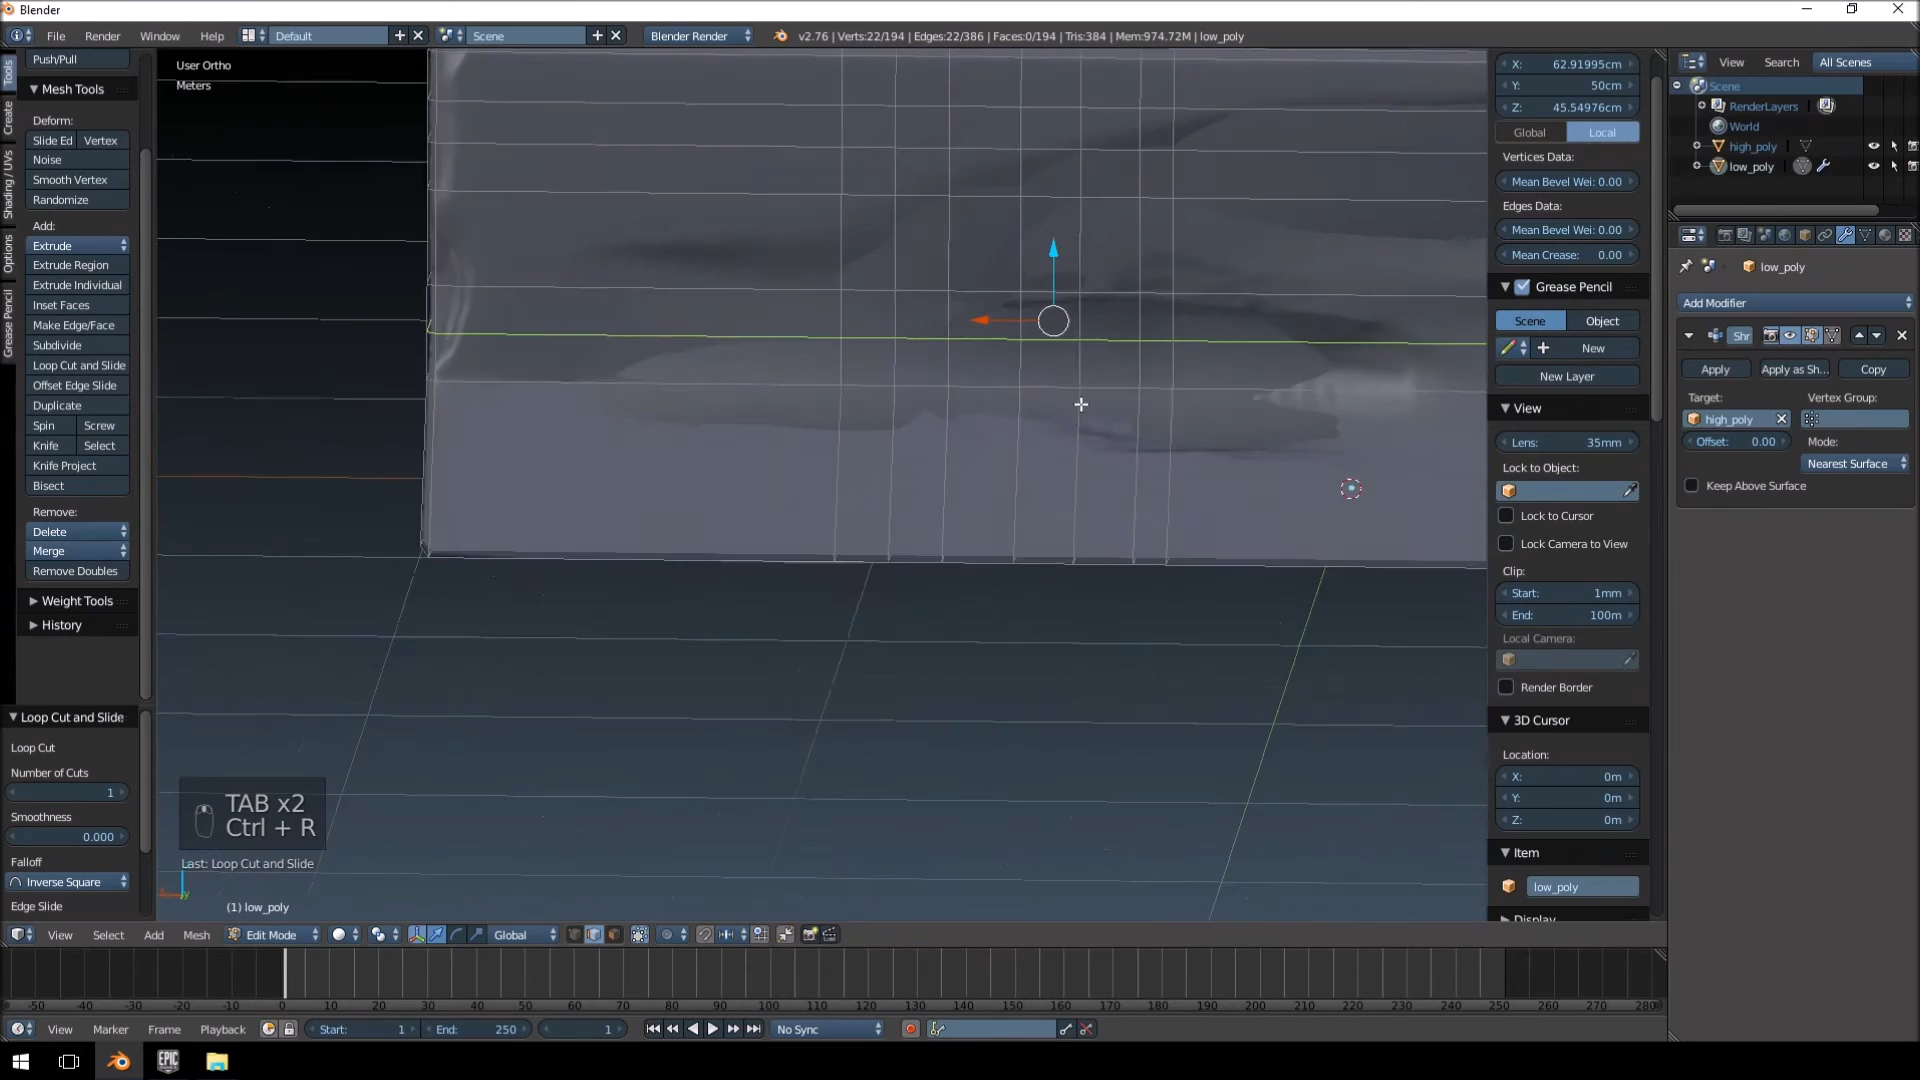 Blender
File Render Window Help Default Scene Blender Render v2.76 | Verts:22/194 | Edges:22/386 | Faces:0/194 | Tris:384 | Mem:974.72M | low_poly
Tools
Create
Shading / UVs
Options
Grease Pencil
Push/Pull
Mesh Tools
Deform:
Slide Ed Vertex
Noise
Smooth Vertex
Randomize
Add:
Extrude
Extrude Region
Extrude Individual
Inset Faces
Make Edge/Face
Subdivide
Loop Cut and Slide
Offset Edge Slide
Duplicate
Spin Screw
Knife Select
Knife Project
Bisect
Remove:
Delete
Merge
Remove Doubles
Weight Tools
History
Loop Cut and Slide
Loop Cut
Number of Cuts
1
Smoothness
0.000
Falloff
Inverse Square
Edge Slide
User Ortho
Meters
TAB x2
Ctrl + R
Last: Loop Cut and Slide
(1) low_poly
X: 62.91995cm
Y: 50cm
Z: 45.54976cm
Global Local
Vertices Data:
Mean Bevel Wei: 0.00
Edges Data:
Mean Bevel Wei: 0.00
Mean Crease: 0.00
Grease Pencil
Scene Object
New
New Layer
View
Lens: 35mm
Lock to Object:
Lock to Cursor
Lock Camera to View
Clip:
Start: 1mm
End: 100m
Local Camera:
Render Border
3D Cursor
Location:
X: 0m
Y: 0m
Z: 0m
Item
low_poly
Display
View Search All Scenes
Scene
RenderLayers
World
high_poly
low_poly
low_poly
Add Modifier
Shr
Apply Apply as Sh... Copy
Target: Vertex Group:
high_poly
Offset: 0.00 Mode:
Nearest Surface
Keep Above Surface
View Select Add Mesh Edit Mode Global
-50 -40 -30 -20 -10 0 10 20 30 40 50 60 70 80 90 100 110 120 130 140 150 160 170 180 190 200 210 220 230 240 250 260 270 280
View Marker Frame Playback Start: 1 End: 250 1 No Sync
EPIC